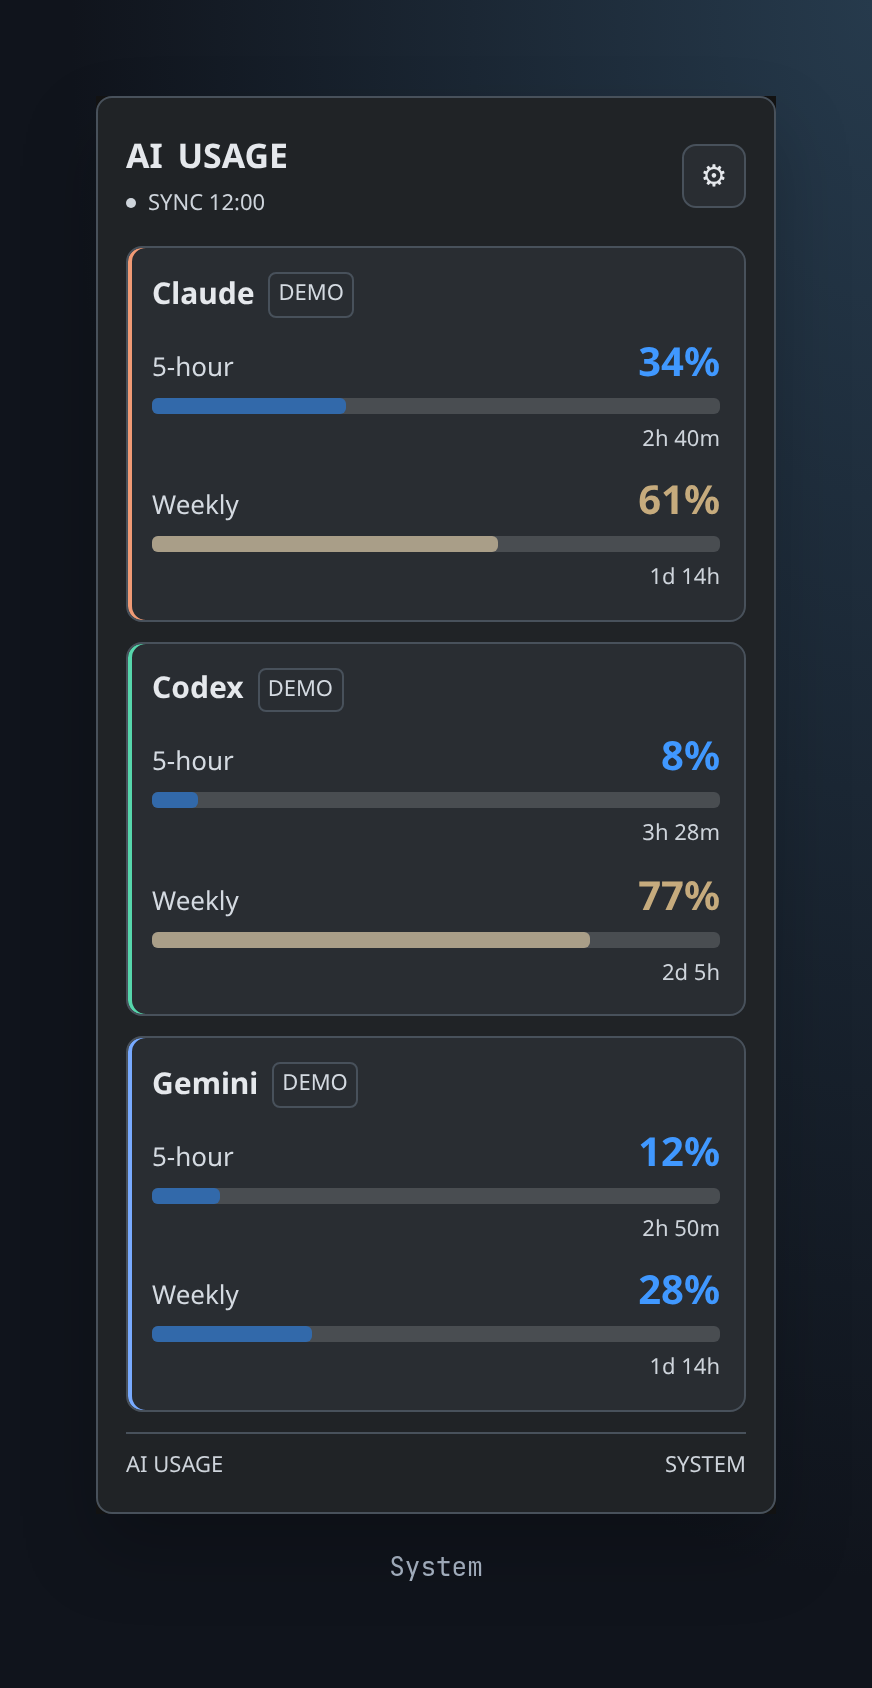 AI USAGE
⚙
SYNC 12:00
Claude DEMO
5-hour 34%
2h 40m
Weekly 61%
1d 14h
Codex DEMO
5-hour 8%
3h 28m
Weekly 77%
2d 5h
Gemini DEMO
5-hour 12%
2h 50m
Weekly 28%
1d 14h
AI USAGE SYSTEM
System